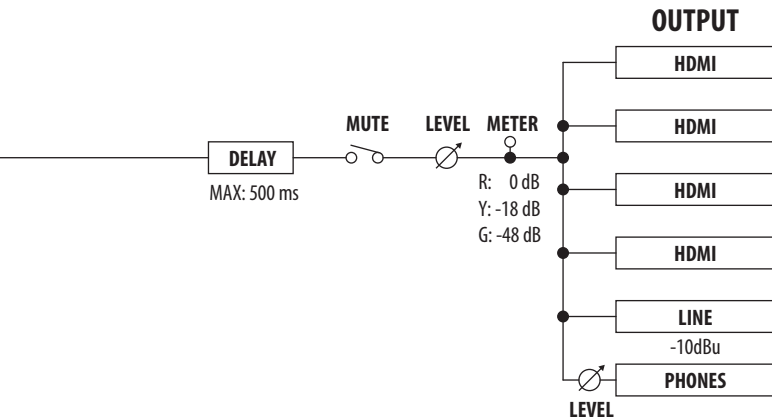 OUTPUT
HDMI
HDMI
MUTE LEVEL METER
DELAY
MAX: 500 ms
R: 0 dB
Y: -18 dB
G: -48 dB
HDMI
HDMI
LINE
-10dBu
PHONES
LEVEL